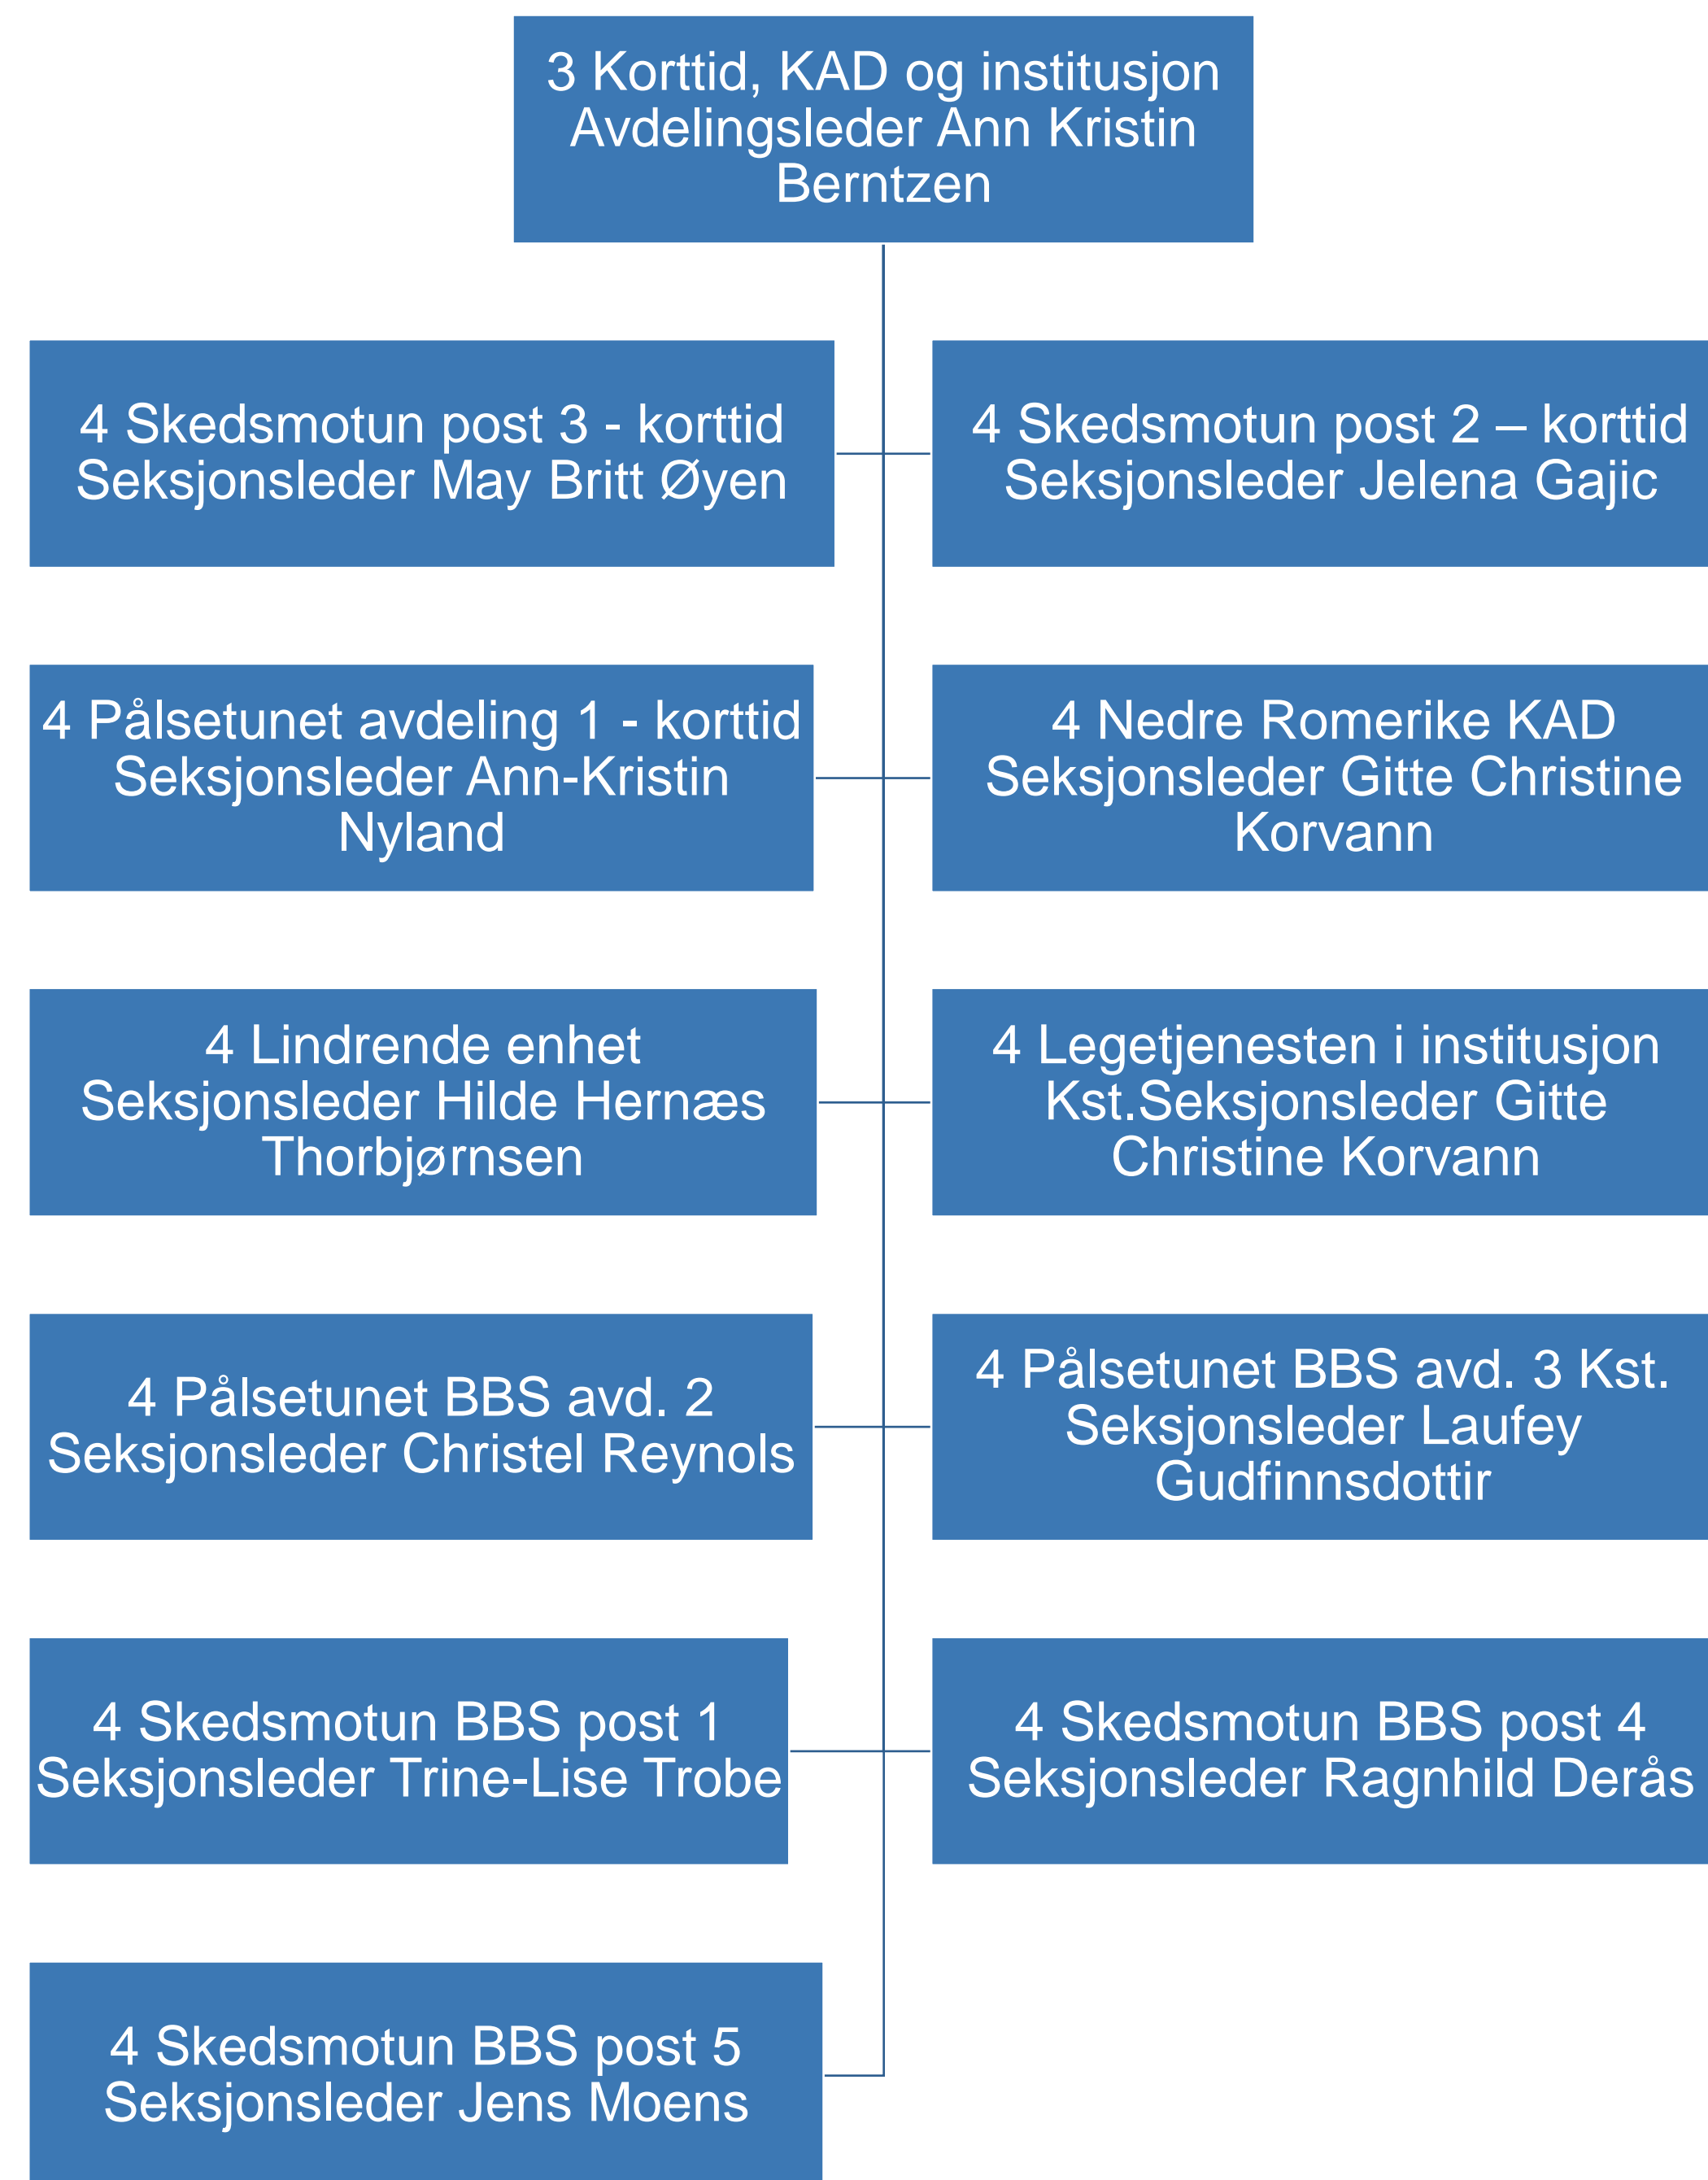 3 Korttid, KAD og institusjon
Avdelingsleder Ann Kristin
Berntzen
4 Skedsmotun post 3 - korttid
Seksjonsleder May Britt Øyen
4 Skedsmotun post 2 – korttid
Seksjonsleder Jelena Gajic
4 Pålsetunet avdeling 1 - korttid
Seksjonsleder Ann-Kristin
Nyland
4 Nedre Romerike KAD
Seksjonsleder Gitte Christine
Korvann
4 Lindrende enhet
Seksjonsleder Hilde Hernæs
Thorbjørnsen
4 Legetjenesten i institusjon
Kst.Seksjonsleder Gitte
Christine Korvann
4 Pålsetunet BBS avd. 2
Seksjonsleder Christel Reynols
4 Pålsetunet BBS avd. 3 Kst.
Seksjonsleder Laufey
Gudfinnsdottir
4 Skedsmotun BBS post 1
Seksjonsleder Trine-Lise Trobe
4 Skedsmotun BBS post 4
Seksjonsleder Ragnhild Derås
4 Skedsmotun BBS post 5
Seksjonsleder Jens Moens